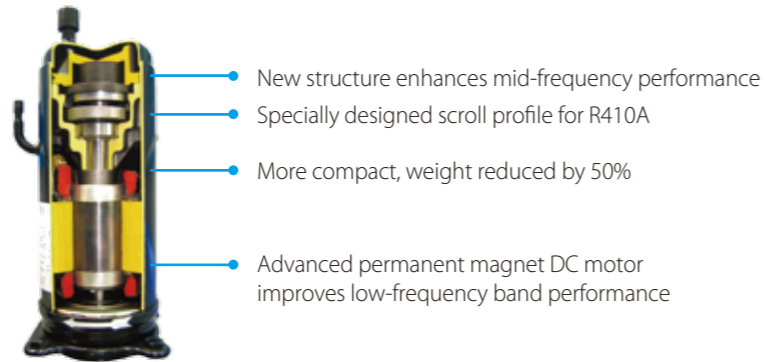 New structure enhances mid-frequency performance
Specially designed scroll profile for R410A
More compact, weight reduced by 50%
Advanced permanent magnet DC motor
improves low-frequency band performance